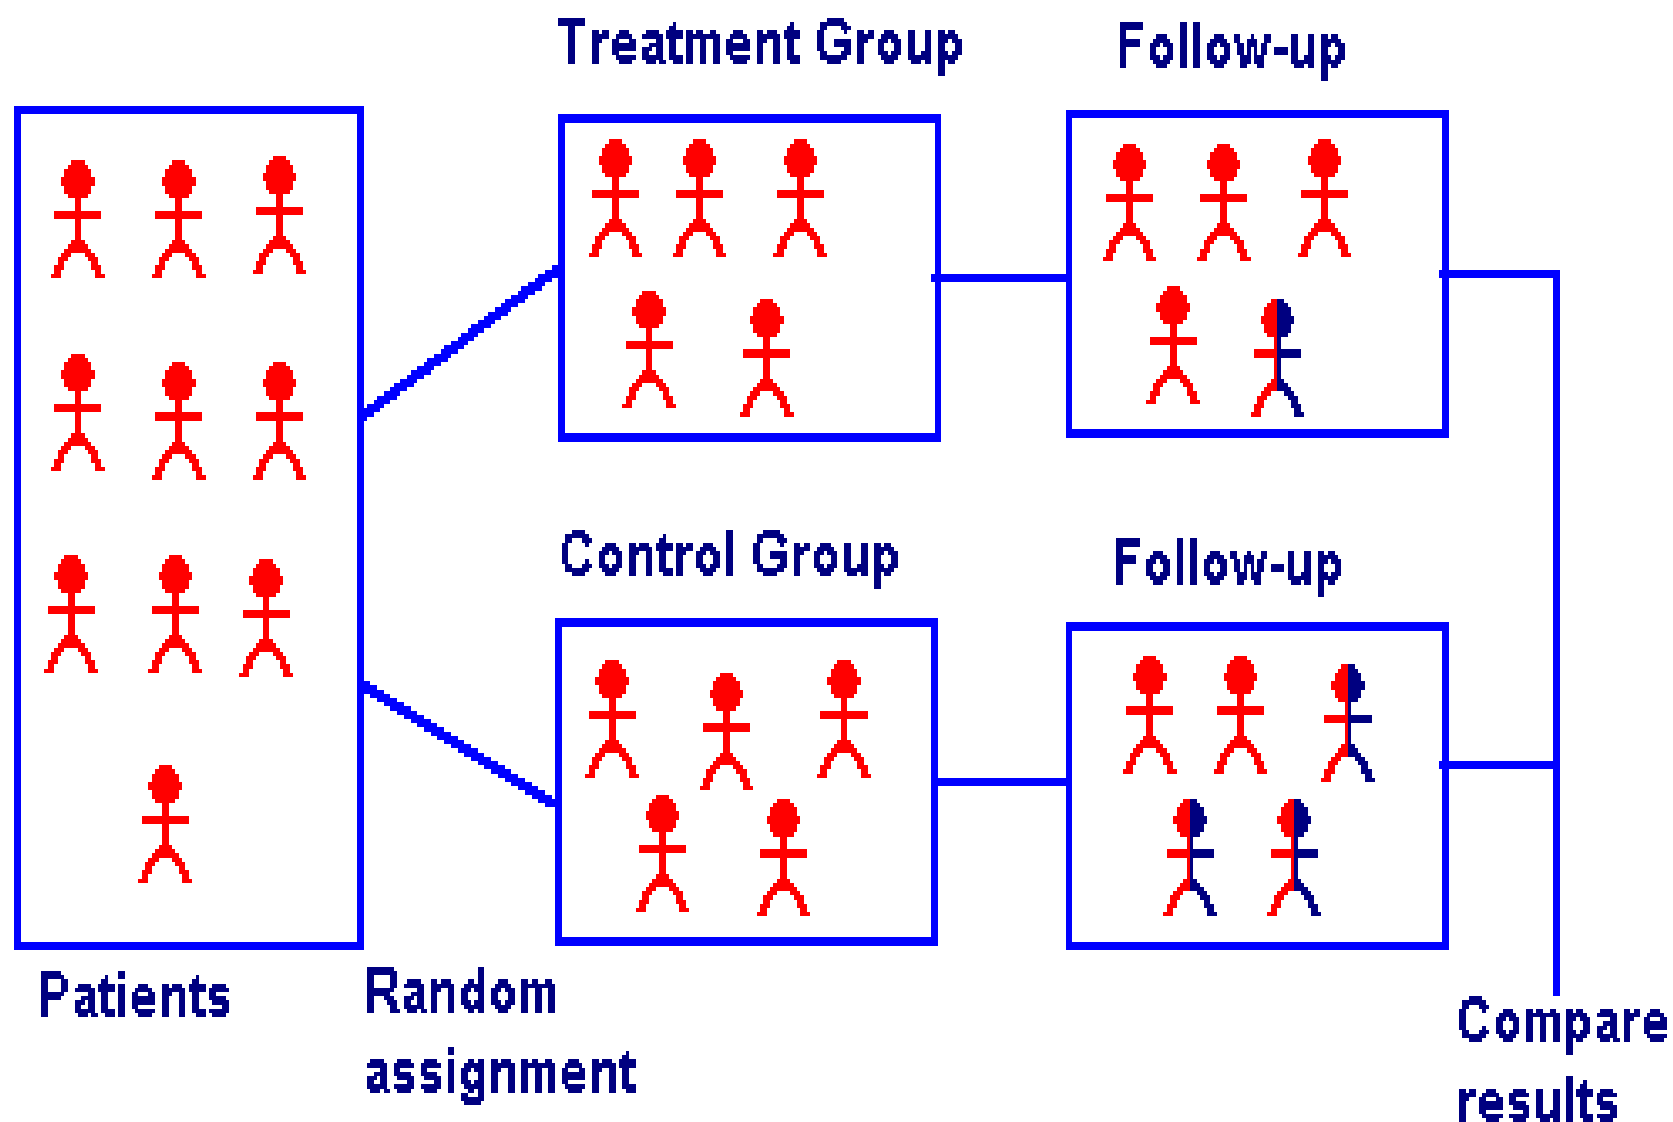 Treatment Group
Follow-up
Control Group
Follow-up
Patients
Random
assignment
Compare
results